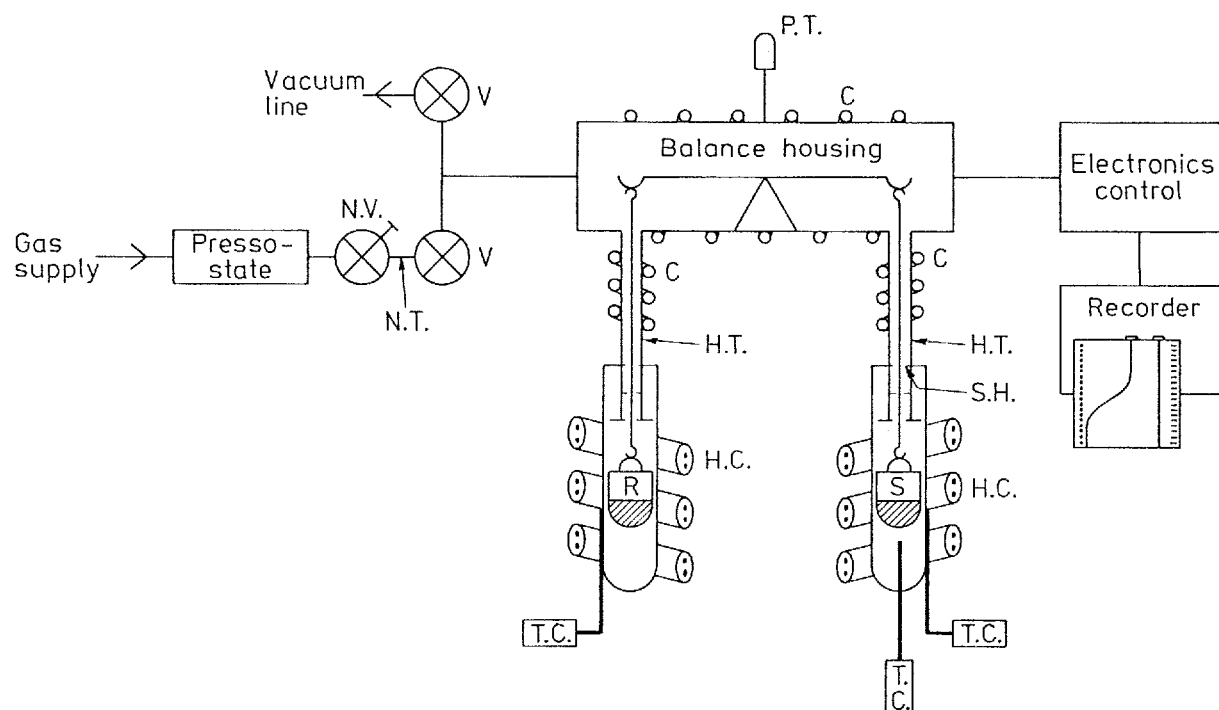 P.T.
Vacuum
line
V
C
Balance housing
Electronics
control
N.V.
Gas
supply
Presso-
state
V
N.T.
C
C
Recorder
H.T.
H.T.
S.H.
H.C.
R
S
H.C.
T.C.
T.C.
T.
C.